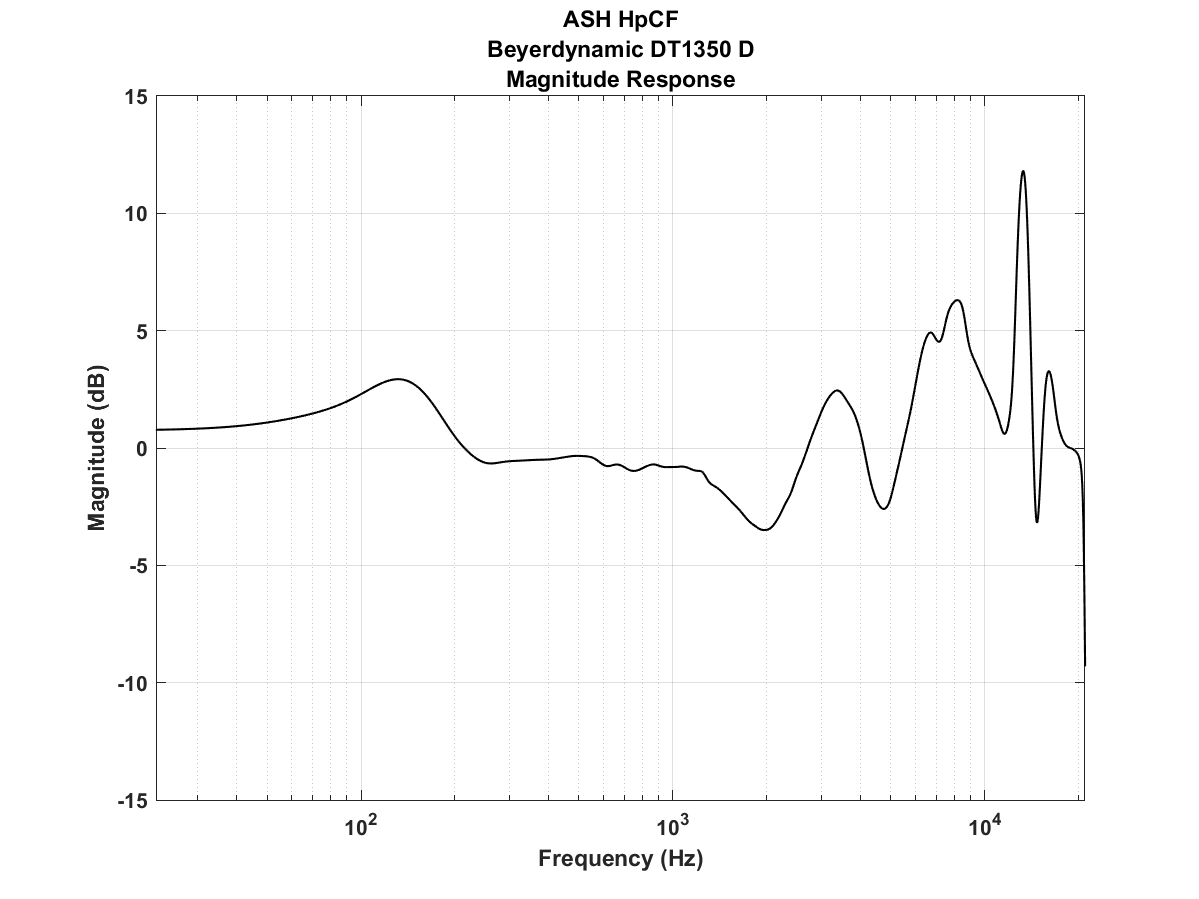 ASH HpCF
Beyerdynamic DT1350 D
Magnitude Response
15
10
5
0
-5
-10
-15
Magnitude (dB)
10² 10³ 10⁴
Frequency (Hz)